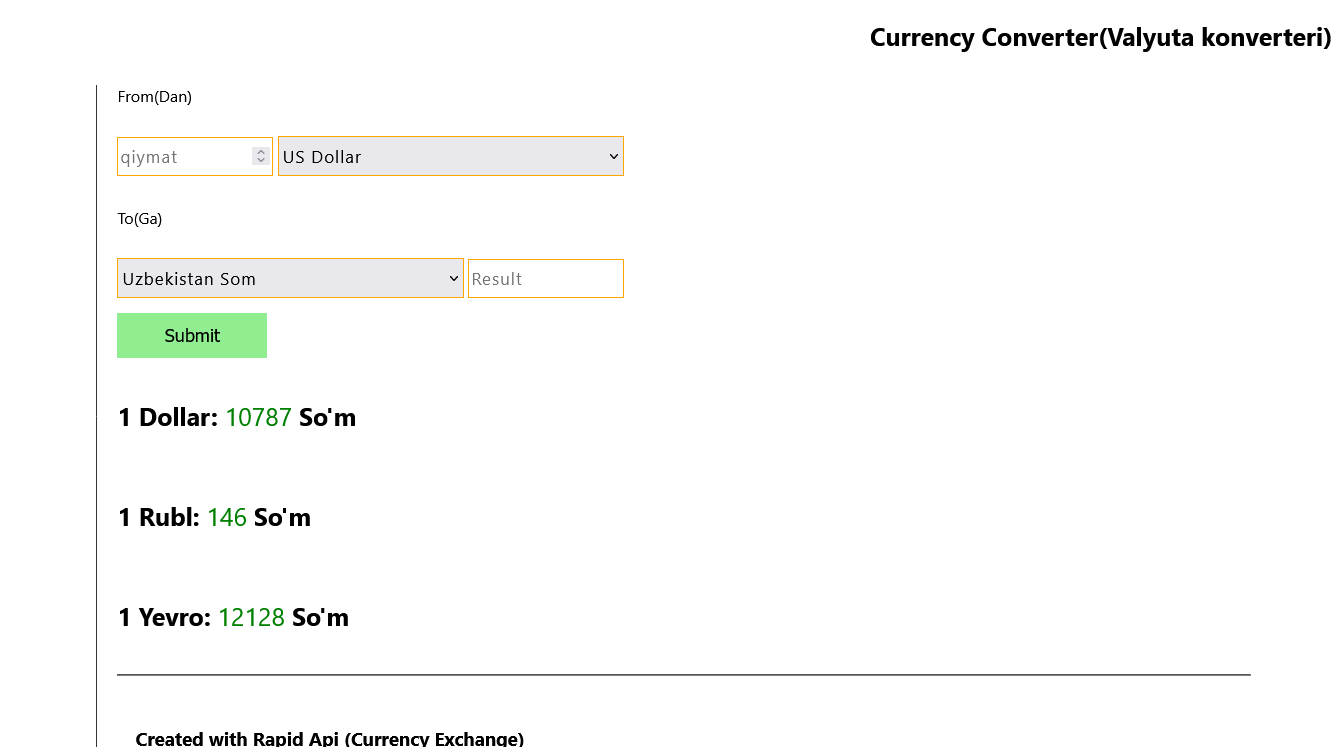 Currency Converter(Valyuta konverteri)
From(Dan)
qiymat US Dollar
To(Ga)
Uzbekistan Som Result
Submit
1 Dollar: 10787 So'm
1 Rubl: 146 So'm
1 Yevro: 12128 So'm
Created with Rapid Api (Currency Exchange)